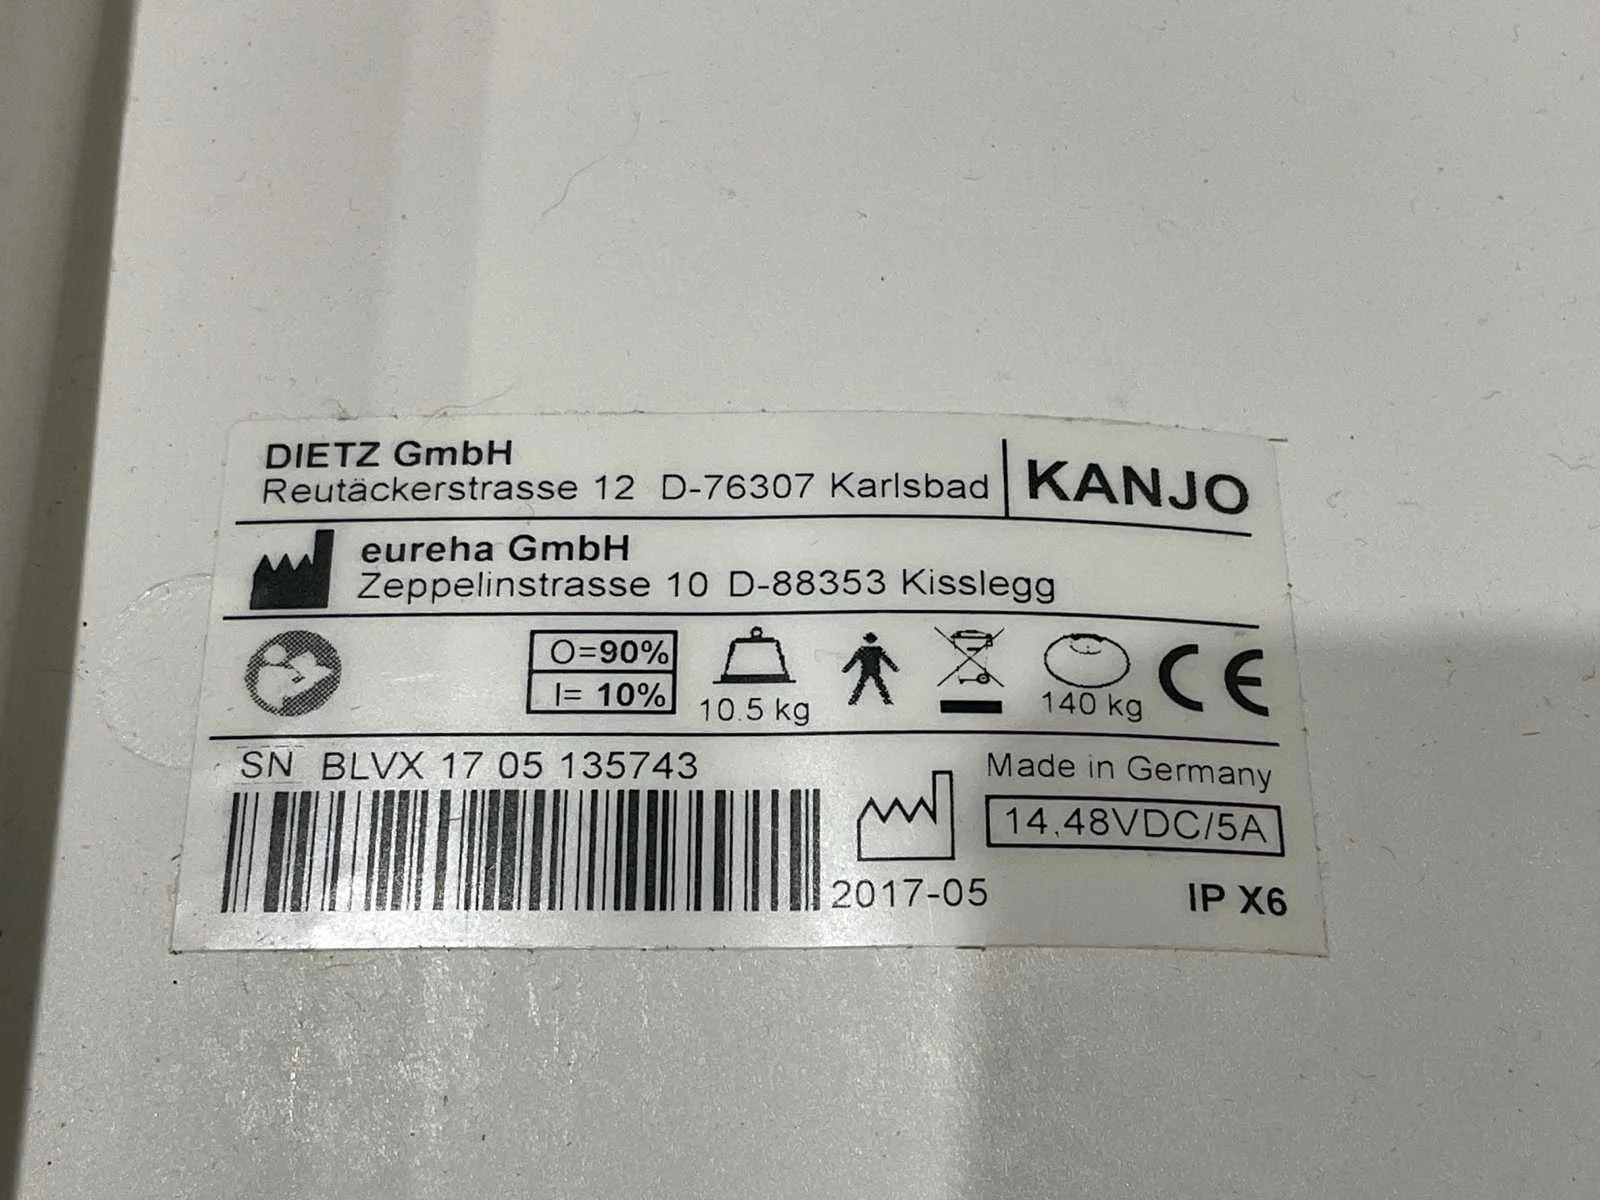 DIETZ GmbH
Reutäckerstrasse 12 D-76307 Karlsbad
KANJO
eureha GmbH
Zeppelinstrasse 10 D-88353 Kisslegg
O=90%
I= 10%
10.5 kg
140 kg
CE
SN BLVX 17 05 135743
2017-05
Made in Germany
14.48VDC/5A
IP X6